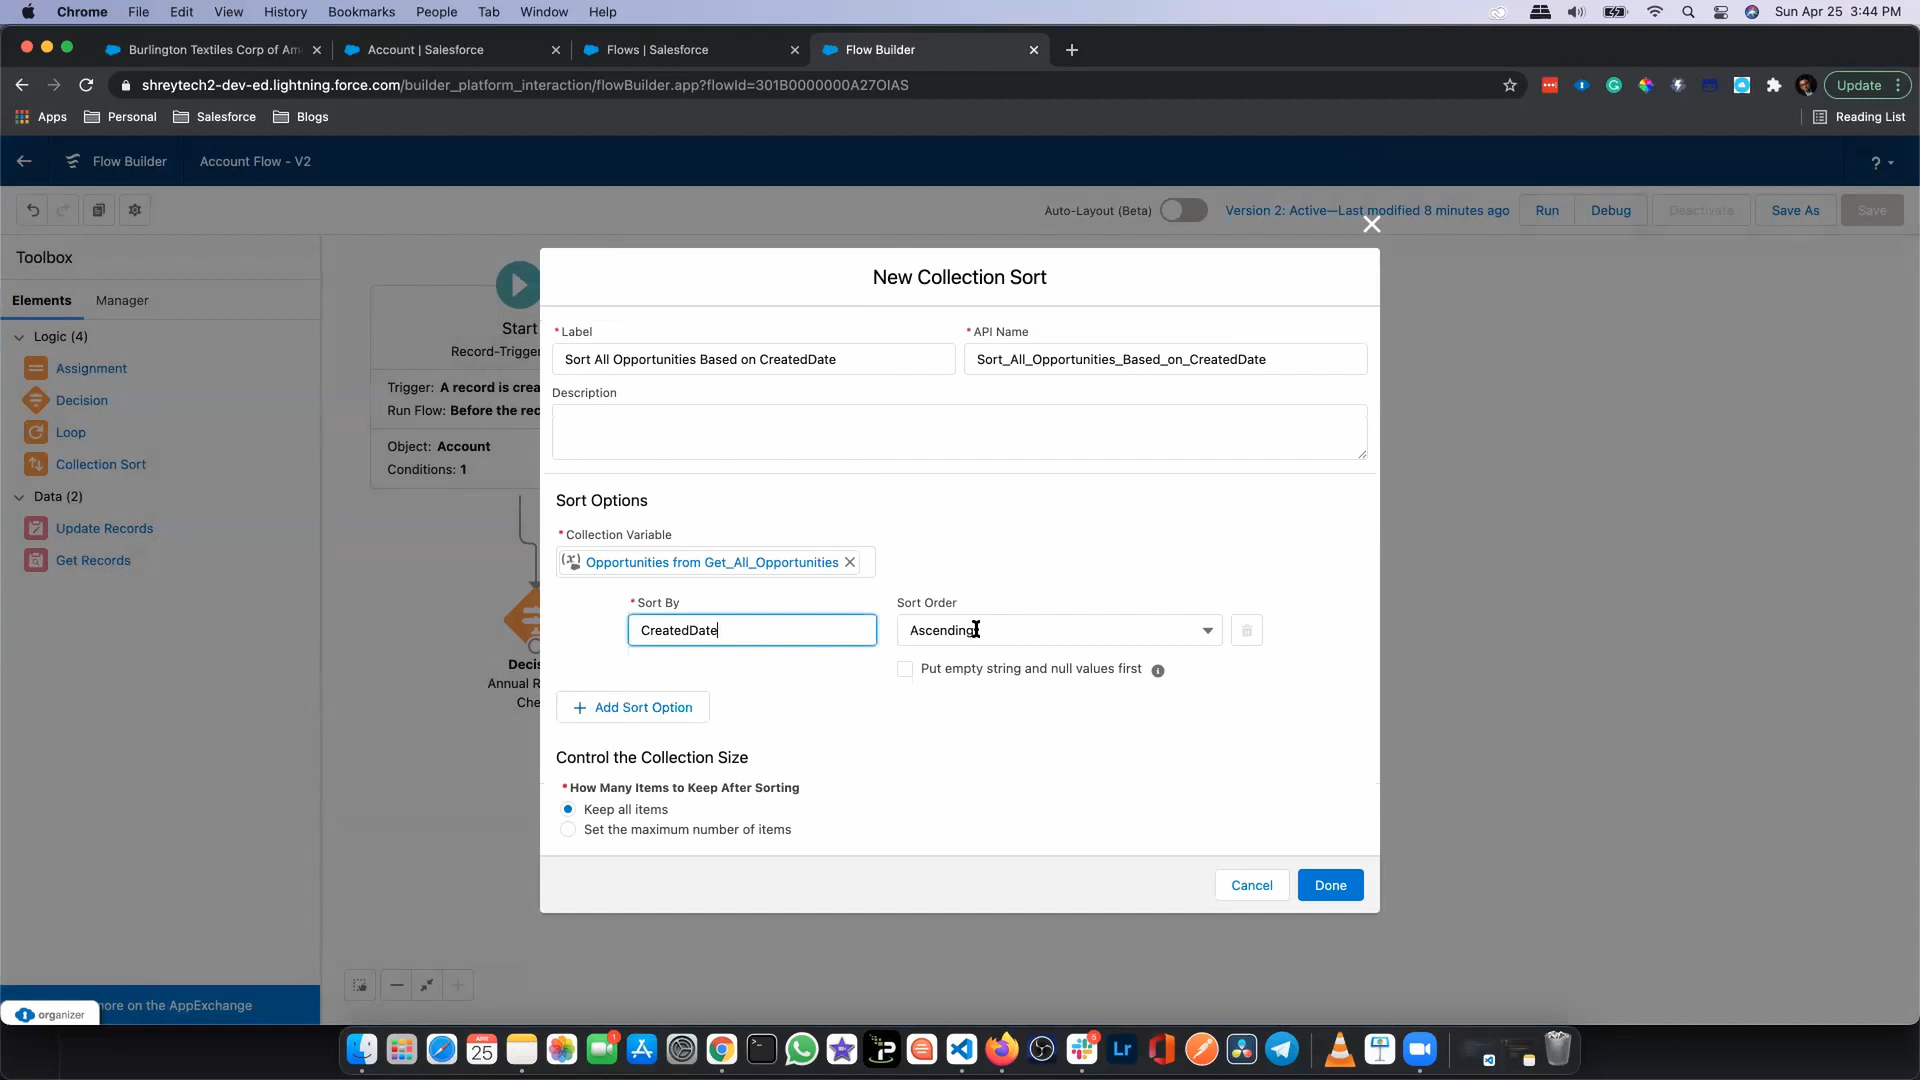 Chrome File Edit View History Bookmarks People Tab Window Help Sun Apr 25 3:44 PM
Burlington Textiles Corp of Am Account | Salesforce Flows | Salesforce Flow Builder
shreytech2-dev-ed.lightning.force.com/builder_platform_interaction/flowBuilder.app?flowId=301B0000000A27OIAS Update
Apps Personal Salesforce Blogs Reading List
Flow Builder Account Flow - V2 ?
Auto-Layout (Beta) Version 2: Active—Last modified 8 minutes ago Run Debug Deactivate Save As Save
Toolbox
Elements Manager
Logic (4)
Assignment
Decision
Loop
Collection Sort
Data (2)
Update Records
Get Records
more on the AppExchange
organizer
Start
Record-Trigger
Trigger: A record is crea
Run Flow: Before the rec
Object: Account
Conditions: 1
Decis
Annual R
Che
New Collection Sort
* Label
Sort All Opportunities Based on CreatedDate
* API Name
Sort_All_Opportunities_Based_on_CreatedDate
Description
Sort Options
* Collection Variable
Opportunities from Get_All_Opportunities
* Sort By Sort Order
CreatedDate Ascending
Put empty string and null values first
+ Add Sort Option
Control the Collection Size
* How Many Items to Keep After Sorting
Keep all items
Set the maximum number of items
Cancel Done
APR
25
1
5
Lr